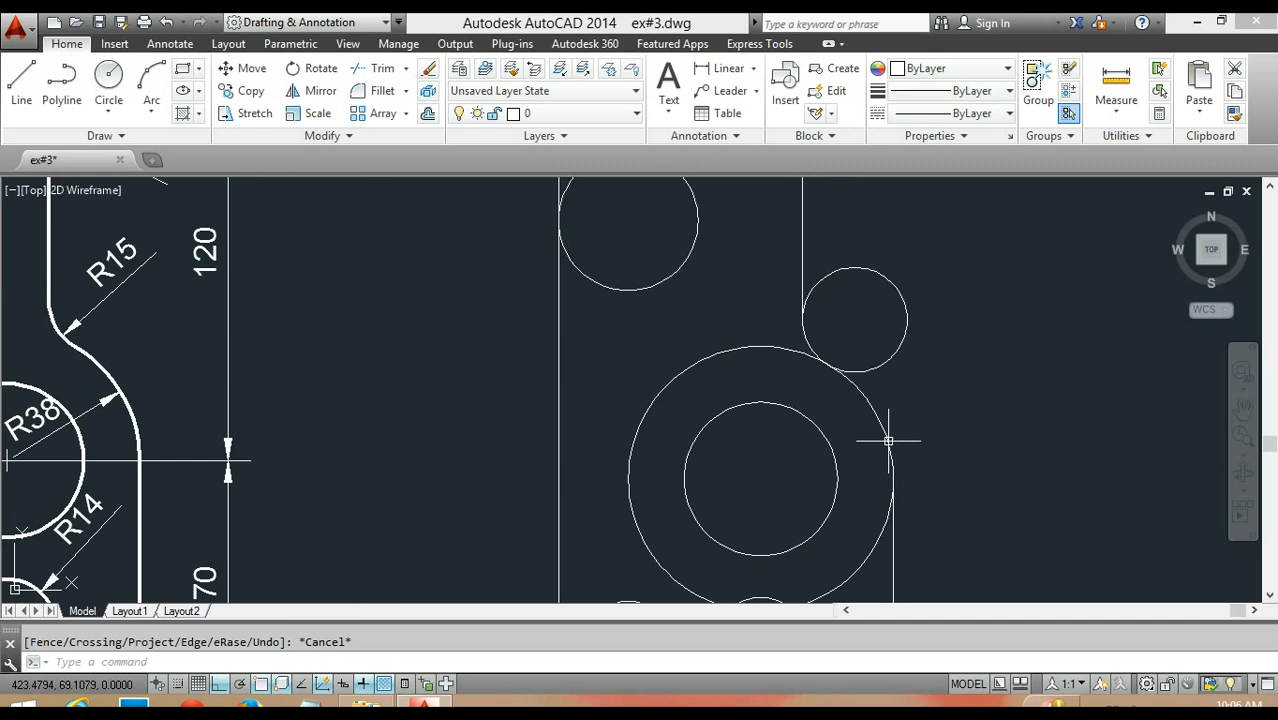 Drafting & Annotation
Autodesk AutoCAD 2014 ex#3.dwg
Type a keyword or phrase
Sign In
Home Insert Annotate Layout Parametric View Manage Output Plug-ins Autodesk 360 Featured Apps Express Tools
Line
Polyline
Circle
Arc
Move
Rotate
Trim
Copy
Mirror
Fillet
Stretch
Scale
Array
Unsaved Layer State
0
Text
Linear
Leader
Table
Insert
Create
Edit
ByLayer
ByLayer
ByLayer
Group
Measure
Paste
Draw Modify Layers Annotation Block Properties Groups Utilities Clipboard
ex#3*
[−][Top][2D Wireframe]
R15
120
R38
R14
70
N
W TOP E
S
WCS
Model Layout1 Layout2
[Fence/Crossing/Project/Edge/eRase/Undo]: *Cancel*
Type a command
423.4794, 69.1079, 0.0000
MODEL
1:1
10:06 AM